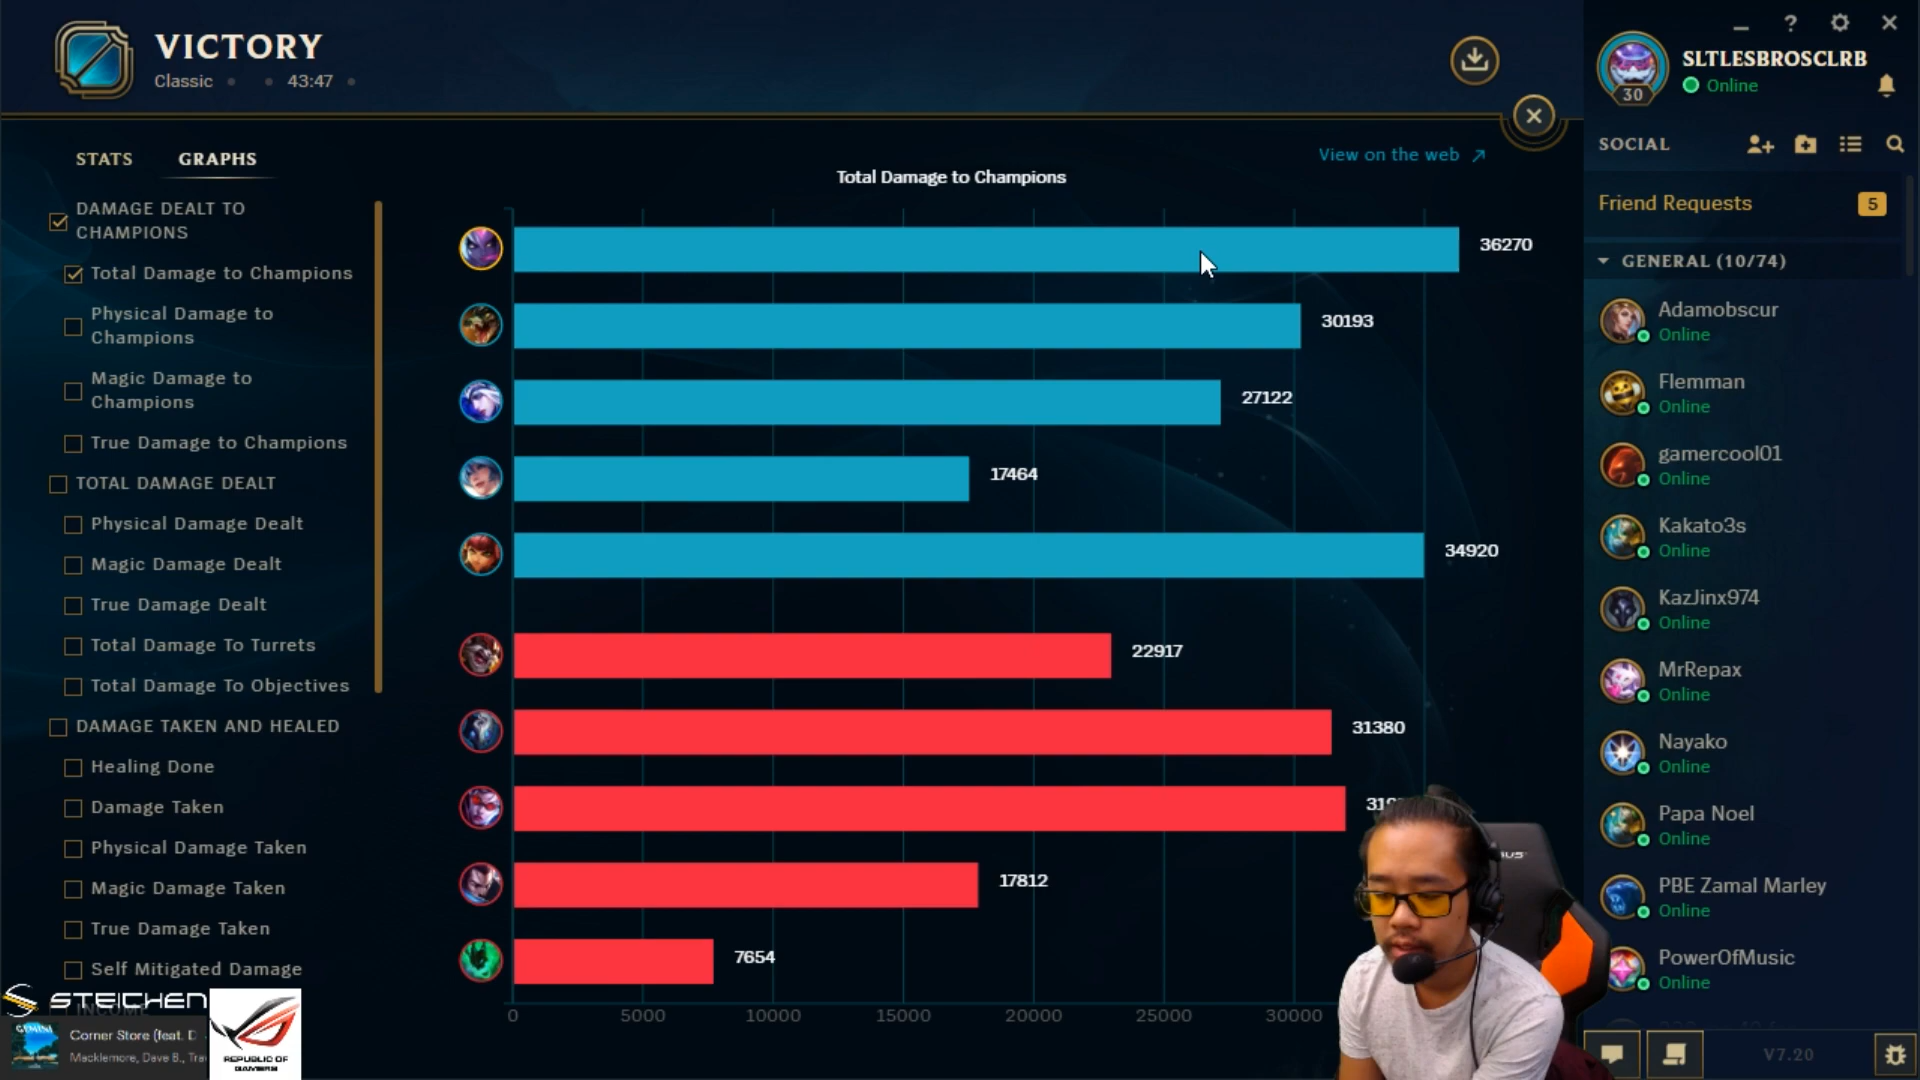 VICTORY
Classic • • 43:47 •
STATS GRAPHS
View on the web
Total Damage to Champions
DAMAGE DEALT TO
CHAMPIONS
Total Damage to Champions
Physical Damage to
Champions
Magic Damage to
Champions
True Damage to Champions
TOTAL DAMAGE DEALT
Physical Damage Dealt
Magic Damage Dealt
True Damage Dealt
Total Damage To Turrets
Total Damage To Objectives
DAMAGE TAKEN AND HEALED
Healing Done
Damage Taken
Physical Damage Taken
Magic Damage Taken
True Damage Taken
Self Mitigated Damage
INCOME
36270
30193
27122
17464
34920
22917
31380
17812
7654
0 5000 10000 15000 20000 25000 30000
STEICHEN
GEMINI
Corner Store (feat. D
Macklemore, Dave B., Tra
REPUBLIC OF
GAMERS
?
SLTLESBROSCLRB
30
Online
SOCIAL
Friend Requests 5
GENERAL (10/74)
Adamobscur
Online
Flemman
Online
gamercool01
Online
Kakato3s
Online
KazJinx974
Online
MrRepax
Online
Nayako
Online
Papa Noel
Online
PBE Zamal Marley
Online
PowerOfMusic
Online
V7.20